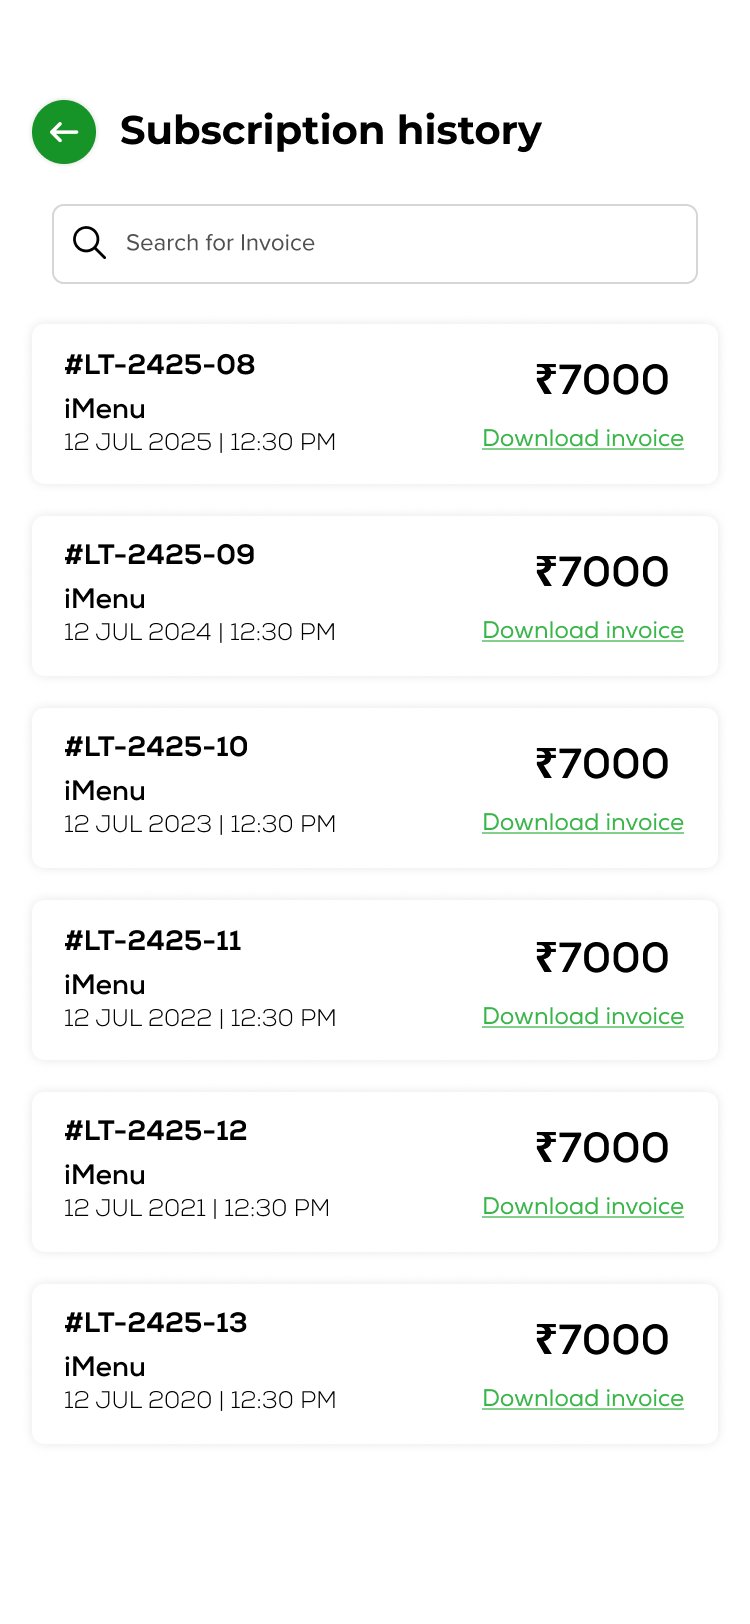 Subscription history
Search for Invoice
#LT-2425-08
₹7000
iMenu
12 JUL 2025 | 12:30 PM
Download invoice
#LT-2425-09
₹7000
iMenu
12 JUL 2024 | 12:30 PM
Download invoice
#LT-2425-10
₹7000
iMenu
12 JUL 2023 | 12:30 PM
Download invoice
#LT-2425-11
₹7000
iMenu
12 JUL 2022 | 12:30 PM
Download invoice
#LT-2425-12
₹7000
iMenu
12 JUL 2021 | 12:30 PM
Download invoice
#LT-2425-13
₹7000
iMenu
12 JUL 2020 | 12:30 PM
Download invoice